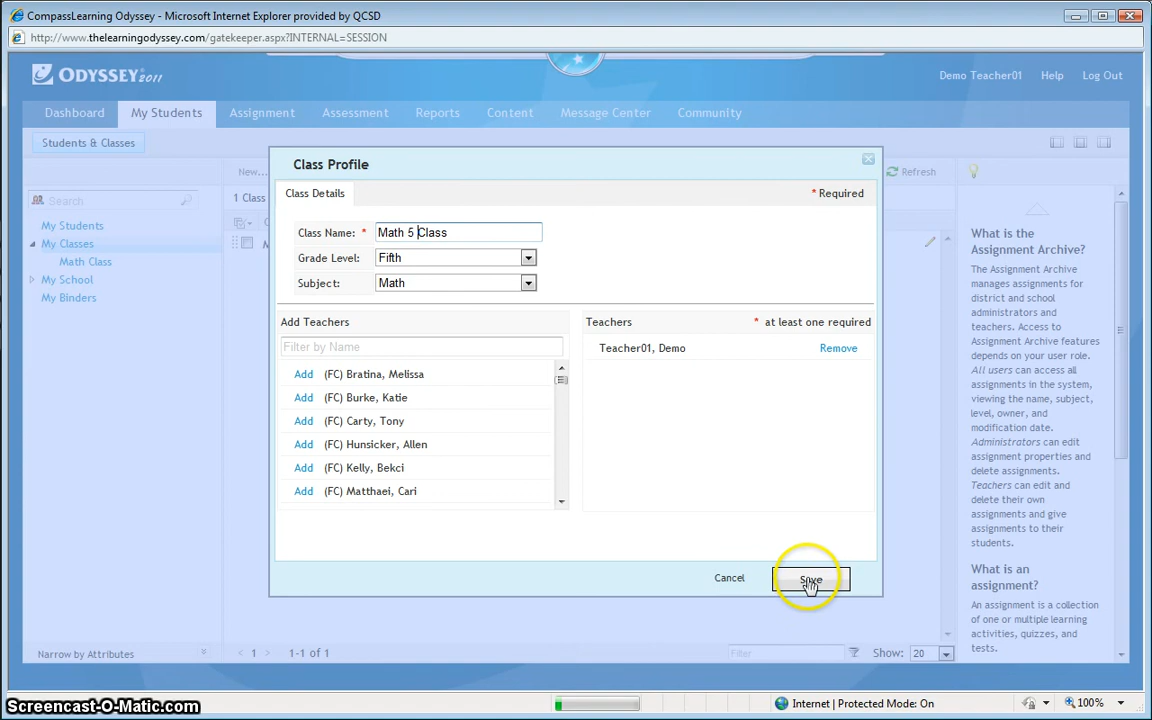 CompassLearning Odyssey - Microsoft Internet Explorer provided by QCSD
http://www.thelearningodyssey.com/gatekeeper.aspx?INTERNAL=SESSION
ODYSSEY 2011
Demo Teacher01 Help Log Out
Dashboard My Students Assignment Assessment Reports Content Message Center Community
Students & Classes
New...
Refresh
Search
1 Class
My Students
My Classes
Math Class
My School
My Binders
Class Profile
Class Details
* Required
Class Name: * Math 5 Class
Grade Level: Fifth
Subject: Math
Add Teachers
Filter by Name
Add (FC) Bratina, Melissa
Add (FC) Burke, Katie
Add (FC) Carty, Tony
Add (FC) Hunsicker, Allen
Add (FC) Kelly, Bekci
Add (FC) Matthaei, Cari
Teachers * at least one required
Teacher01, Demo Remove
Cancel Save
What is the
Assignment Archive?
The Assignment Archive
manages assignments for
district and school
administrators and
teachers. Access to
Assignment Archive features
depends on your user role.
All users can access all
assignments in the system,
viewing the name, subject,
level, owner, and
modification date.
Administrators can edit
assignment properties and
delete assignments.
Teachers can edit and
delete their own
assignments and give
assignments to their
students.
What is an
assignment?
An assignment is a collection
of one or multiple learning
activities, quizzes, and
tests.
Narrow by Attributes
< 1 > 1-1 of 1
Filter
Show: 20
Screencast-O-Matic.com
Internet | Protected Mode: On
100%